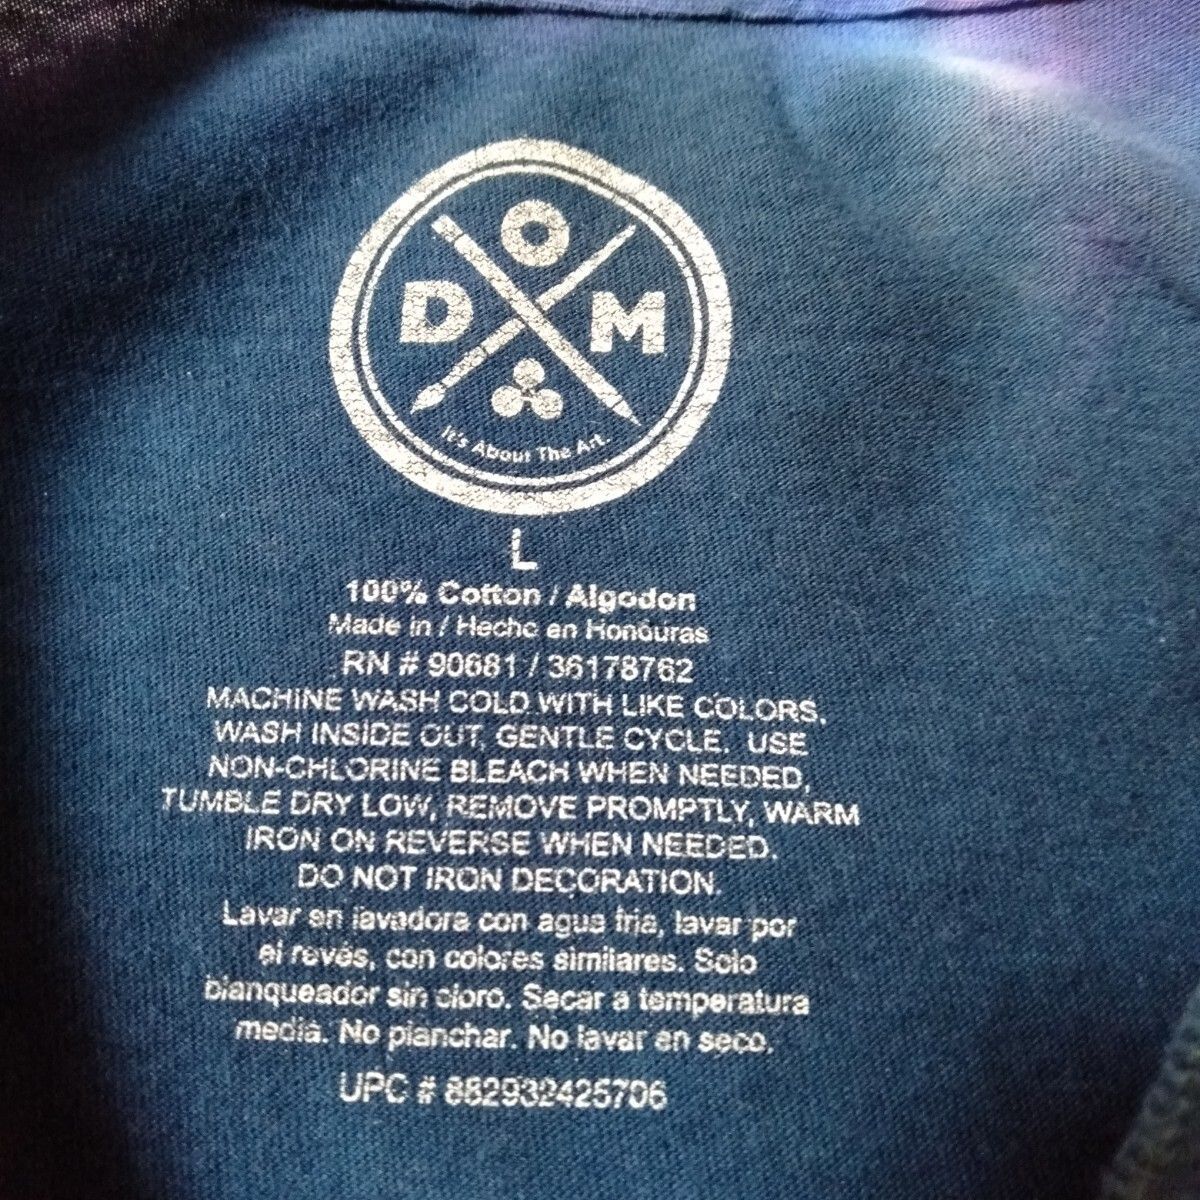 O
D M
It's About The Art.
L
100% Cotton / Algodon
Made in / Hecho en Honduras
RN # 90681 / 36178762
MACHINE WASH COLD WITH LIKE COLORS.
WASH INSIDE OUT, GENTLE CYCLE. USE
NON-CHLORINE BLEACH WHEN NEEDED,
TUMBLE DRY LOW, REMOVE PROMPTLY, WARM
IRON ON REVERSE WHEN NEEDED.
DO NOT IRON DECORATION.
Lavar en lavadora con agua fria, lavar por
el revés, con colores similares. Solo
blanqueador sin cloro. Secar a temperatura
media. No planchar. No lavar en seco.
UPC # 882932425706